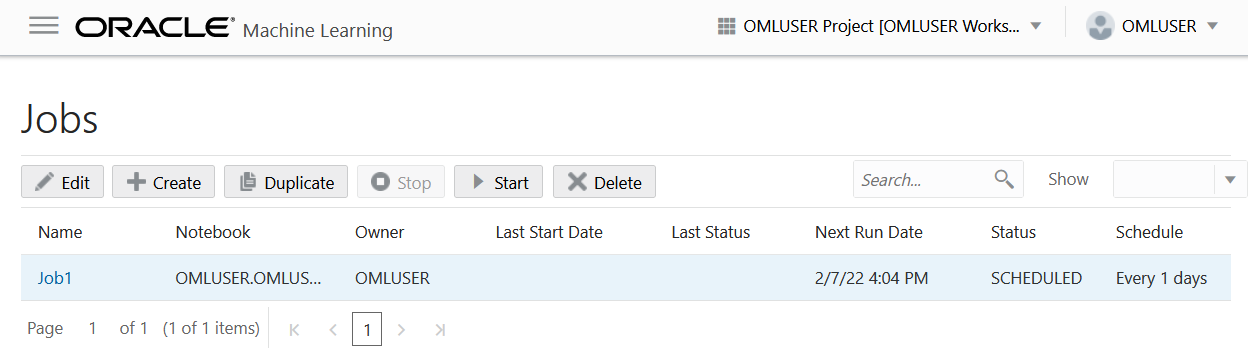 ORACLE® Machine Learning OMLUSER Project [OMLUSER Works... OMLUSER
Jobs
Edit Create Duplicate Stop Start Delete Search... Show
Name Notebook Owner Last Start Date Last Status Next Run Date Status Schedule
Job1 OMLUSER.OMLUS... OMLUSER 2/7/22 4:04 PM SCHEDULED Every 1 days
Page 1 of 1 (1 of 1 items) 1